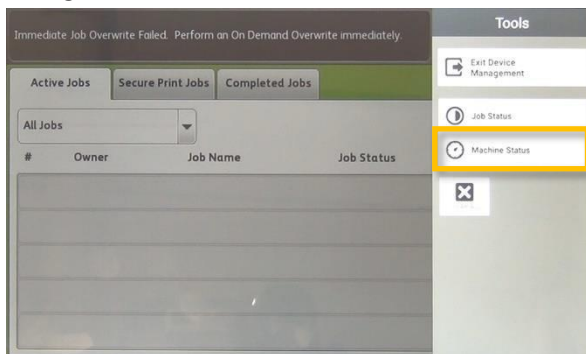 Immediate Job Overwrite Failed. Perform an On Demand Overwrite immediately.
Tools
Exit Device
Management
Active Jobs Secure Print Jobs Completed Jobs
Job Status
All Jobs
Machine Status
# Owner Job Name Job Status